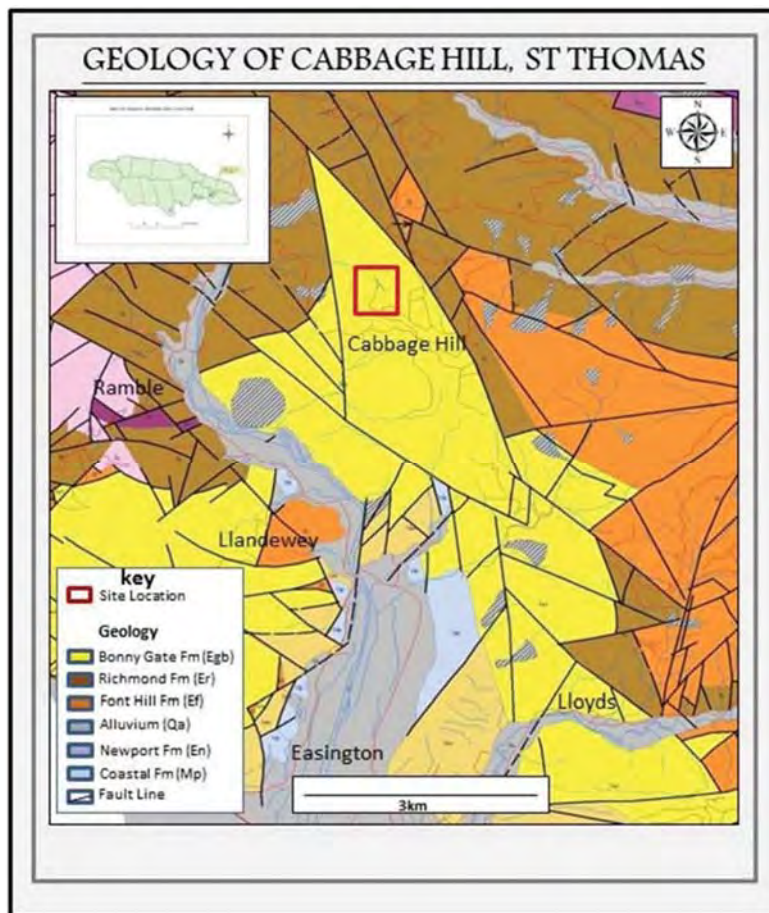 GEOLOGY OF CABBAGE HILL, ST THOMAS
N
W E
S
Cabbage Hill
Ramble
Llandewey
key
Site Location
Geology
Bonny Gate Fm (Egb)
Richmond Fm (Er)
Font Hill Fm (Ef)
Alluvium (Qa)
Newport Fm (En)
Coastal Fm (Mp)
Fault Line
Lloyds
Easington
3km